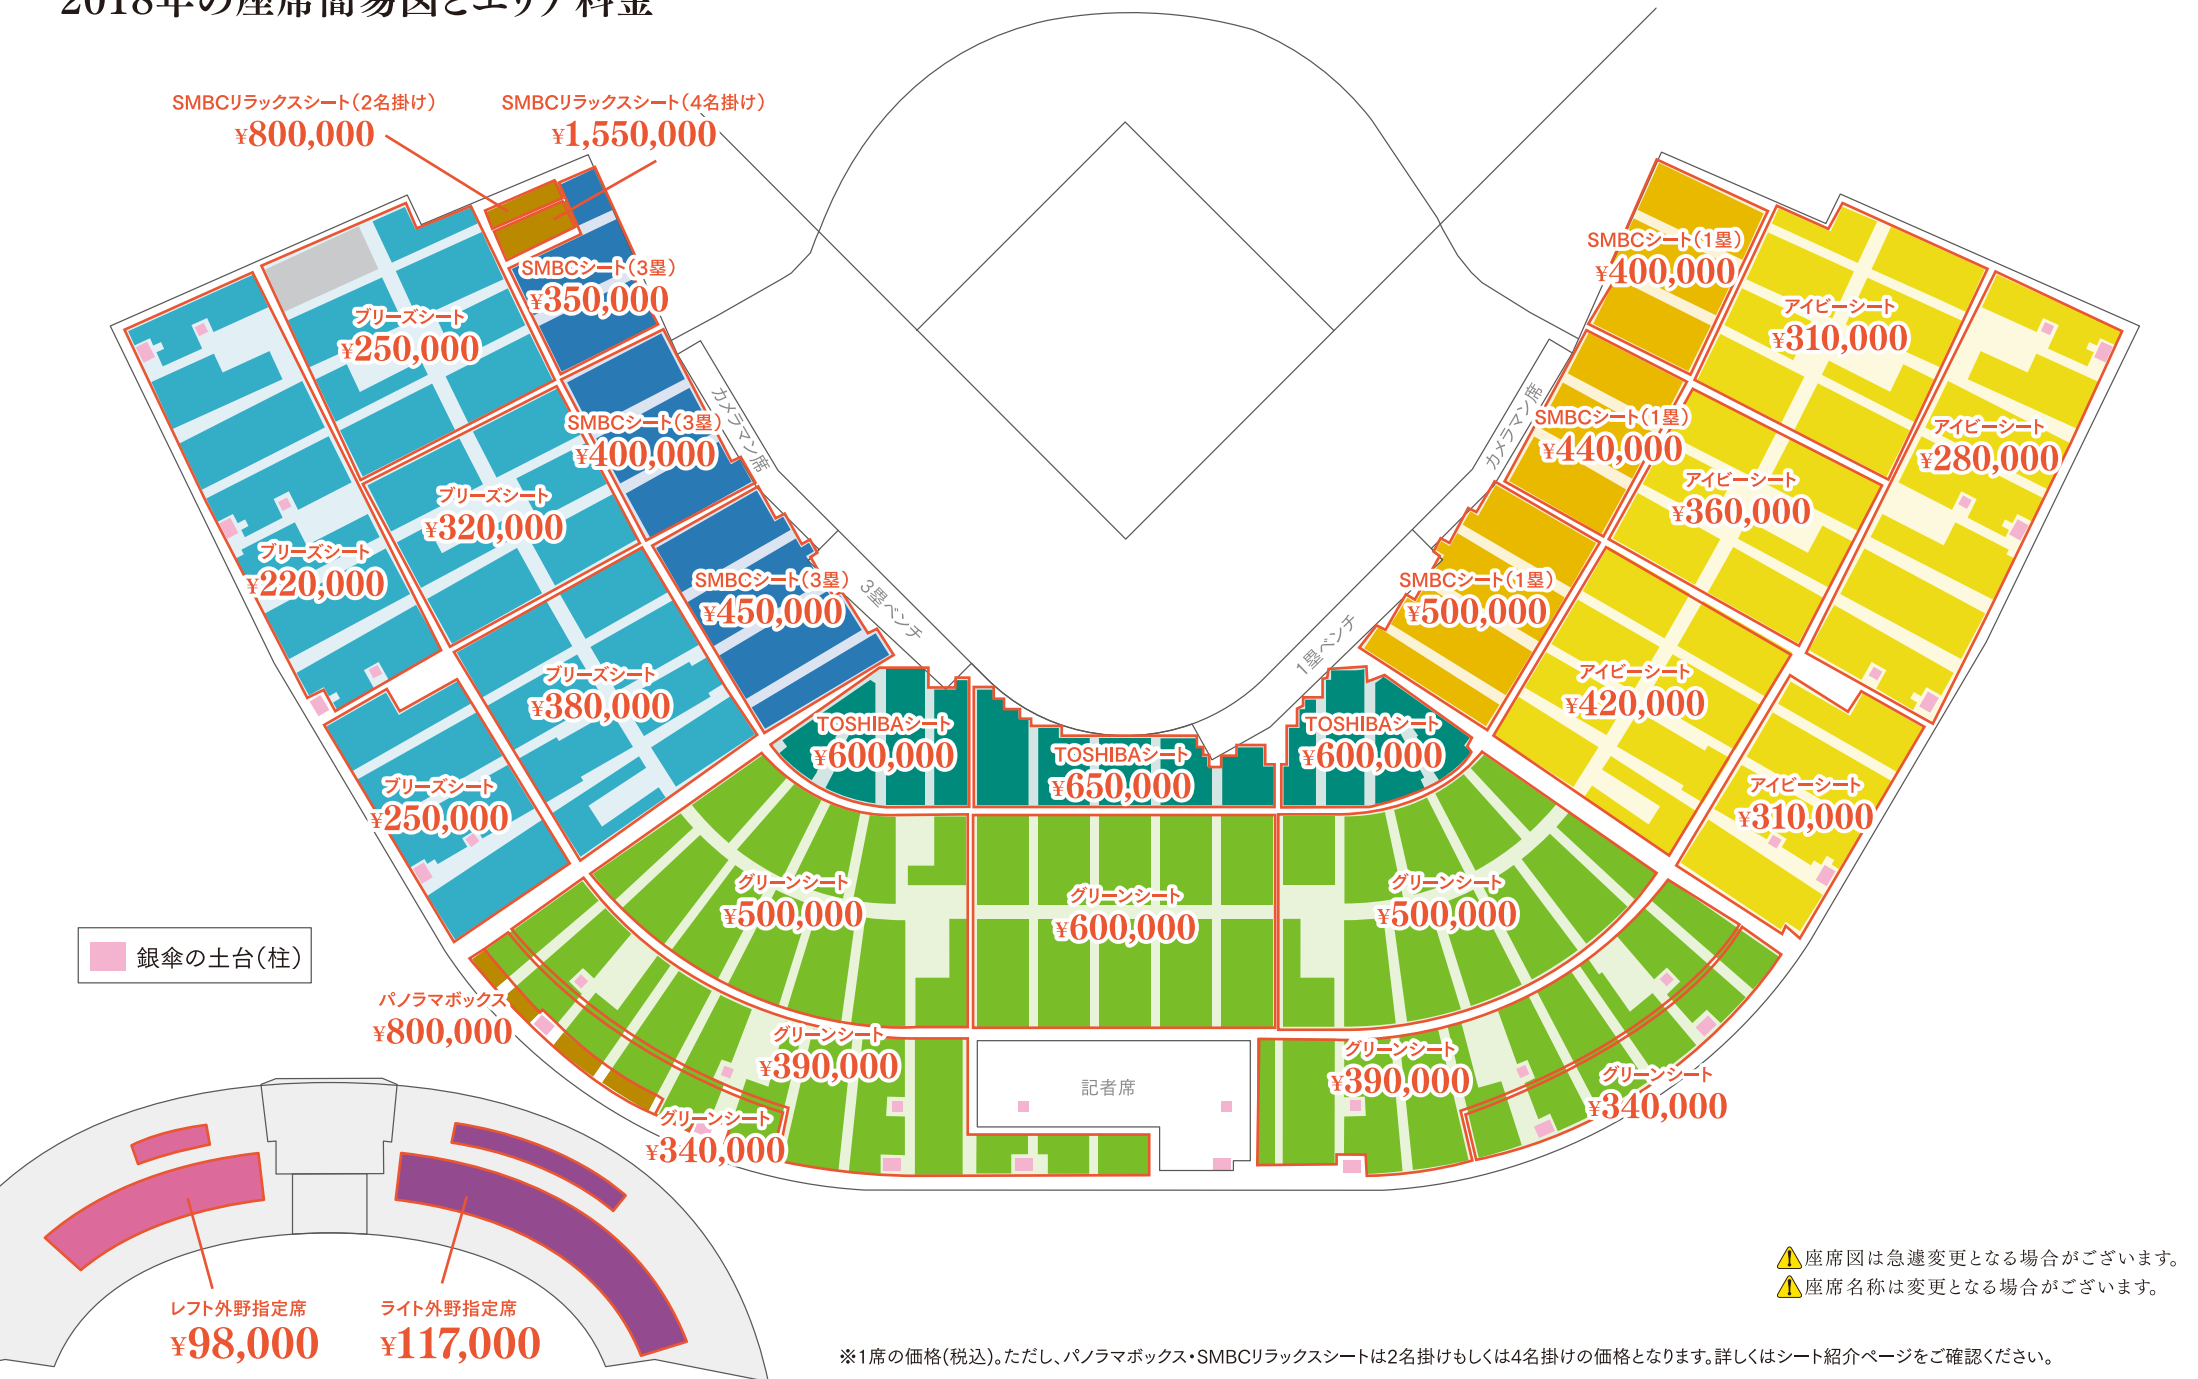 2018年の座席簡易図とエリア料金
SMBCリラックスシート(2名掛け)
¥800,000
SMBCリラックスシート(4名掛け)
¥1,550,000
SMBCシート(3塁)
¥350,000
SMBCシート(3塁)
¥400,000
SMBCシート(3塁)
¥450,000
ブリーズシート
¥250,000
ブリーズシート
¥320,000
ブリーズシート
¥220,000
ブリーズシート
¥380,000
ブリーズシート
¥250,000
カメラマン席
3塁ベンチ
カメラマン席
1塁ベンチ
SMBCシート(1塁)
¥400,000
SMBCシート(1塁)
¥440,000
SMBCシート(1塁)
¥500,000
アイビーシート
¥310,000
アイビーシート
¥280,000
アイビーシート
¥360,000
アイビーシート
¥420,000
アイビーシート
¥310,000
TOSHIBAシート
¥600,000
TOSHIBAシート
¥650,000
TOSHIBAシート
¥600,000
グリーンシート
¥500,000
グリーンシート
¥600,000
グリーンシート
¥500,000
銀傘の土台(柱)
パノラマボックス
¥800,000
グリーンシート
¥390,000
グリーンシート
¥340,000
記者席
グリーンシート
¥390,000
グリーンシート
¥340,000
レフト外野指定席
¥98,000
ライト外野指定席
¥117,000
座席図は急遽変更となる場合がございます。
座席名称は変更となる場合がございます。
※1席の価格(税込)。ただし、パノラマボックス・SMBCリラックスシートは2名掛けもしくは4名掛けの価格となります。詳しくはシート紹介ページをご確認ください。